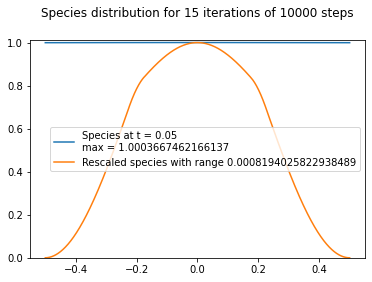 Species distribution for 15 iterations of 10000 steps
1.0
0.8
0.6
0.4
0.2
0.0
Species at t = 0.05
max = 1.0003667462166137
Rescaled species with range 0.0008194025822938489
−0.4
−0.2
0.0
0.2
0.4